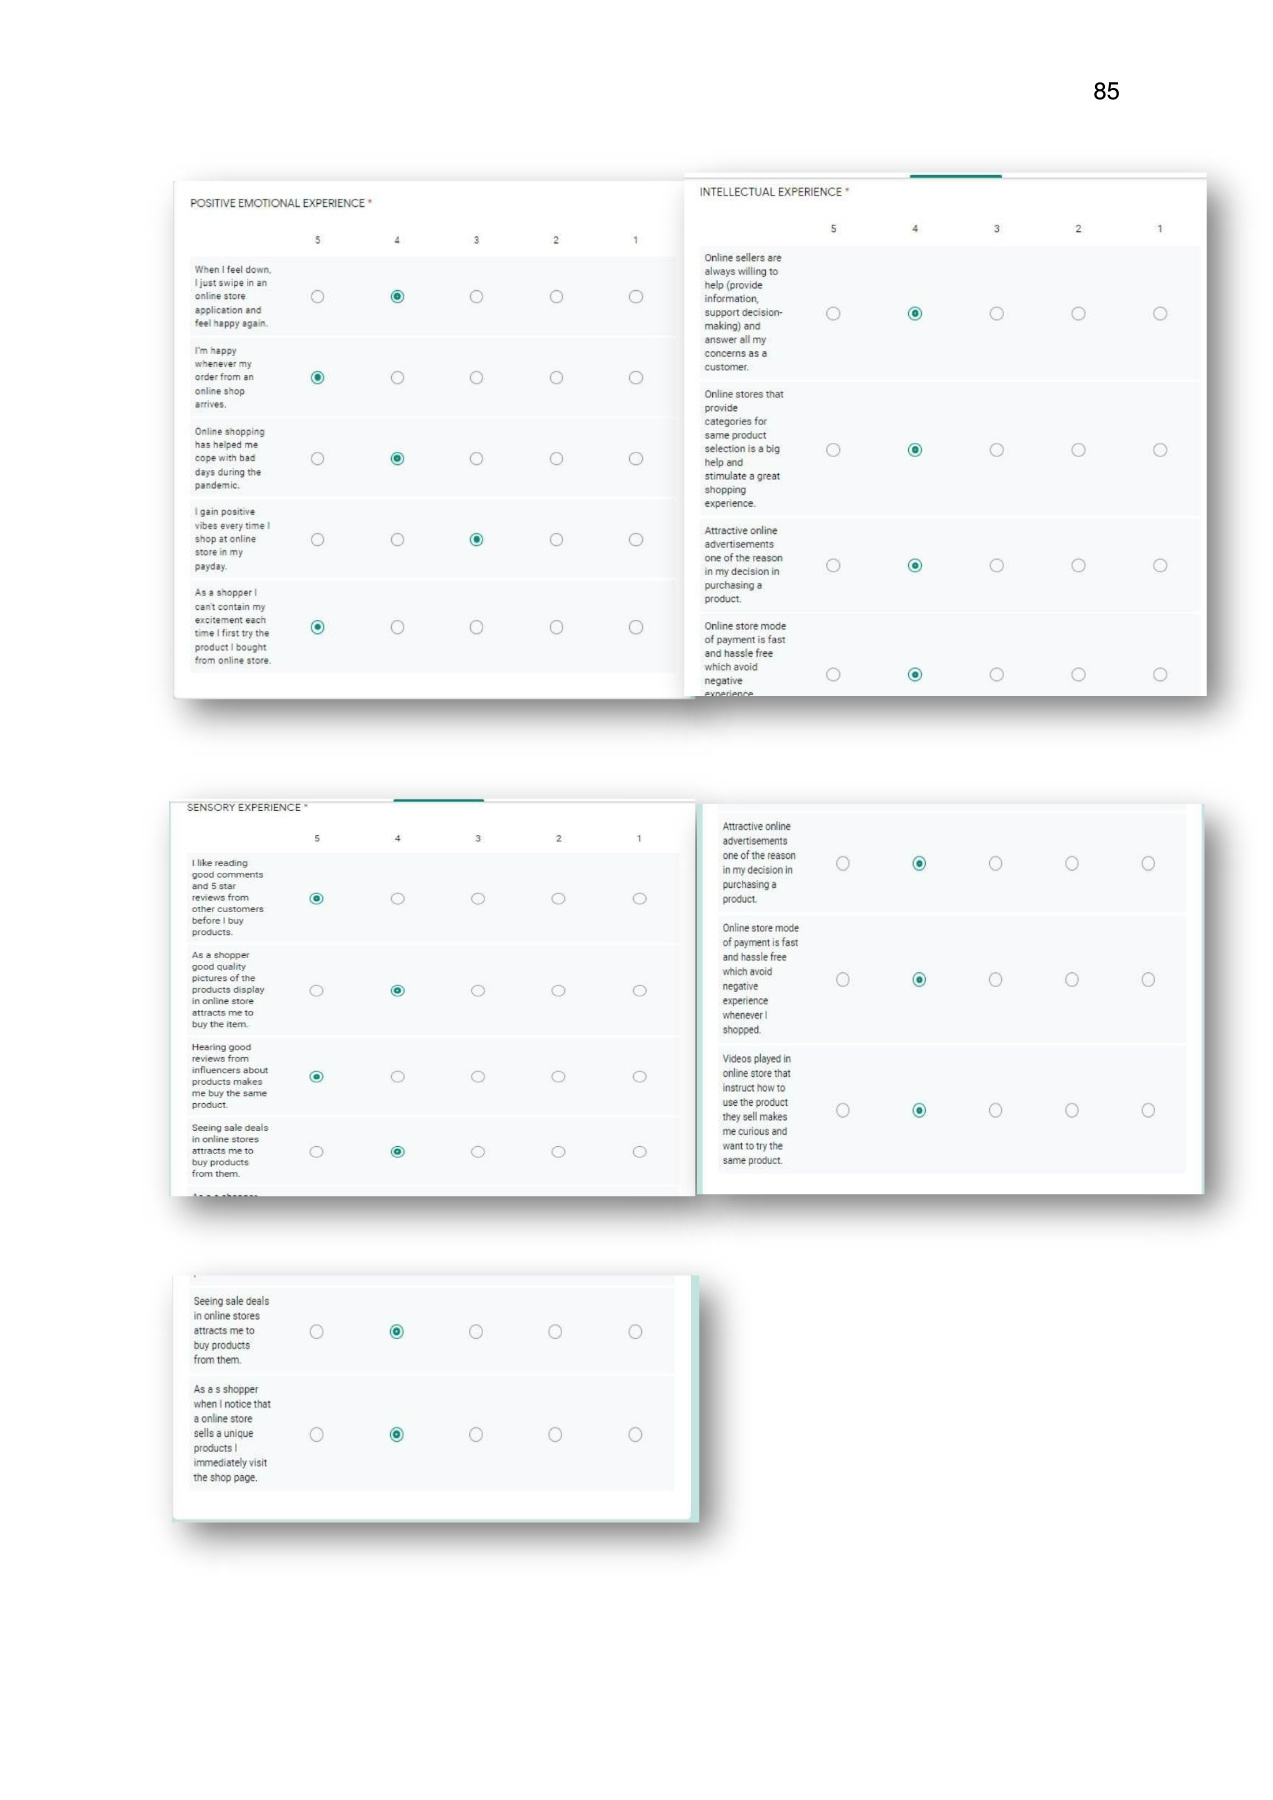 85
POSITIVE EMOTIONAL EXPERIENCE *
5 4 3 2 1
When I feel down,
I just swipe in an
online store
application and
feel happy again.
I'm happy
whenever my
order from an
online shop
arrives.
Online shopping
has helped me
cope with bad
days during the
pandemic.
I gain positive
vibes every time I
shop at online
store in my
payday.
As a shopper I
can't contain my
excitement each
time I first try the
product I bought
from online store.
INTELLECTUAL EXPERIENCE *
5 4 3 2 1
Online sellers are
always willing to
help (provide
information,
support decision-
making) and
answer all my
concerns as a
customer.
Online stores that
provide
categories for
same product
selection is a big
help and
stimulate a great
shopping
experience.
Attractive online
advertisements
one of the reason
in my decision in
purchasing a
product.
Online store mode
of payment is fast
and hassle free
which avoid
negative
experience
SENSORY EXPERIENCE *
5 4 3 2 1
I like reading
good comments
and 5 star
reviews from
other customers
before I buy
products.
As a shopper
good quality
pictures of the
products display
in online store
attracts me to
buy the item.
Hearing good
reviews from
influencers about
products makes
me buy the same
product.
Seeing sale deals
in online stores
attracts me to
buy products
from them.
As a s shopper
Attractive online
advertisements
one of the reason
in my decision in
purchasing a
product.
Online store mode
of payment is fast
and hassle free
which avoid
negative
experience
whenever I
shopped.
Videos played in
online store that
instruct how to
use the product
they sell makes
me curious and
want to try the
same product.
Seeing sale deals
in online stores
attracts me to
buy products
from them.
As a s shopper
when I notice that
a online store
sells a unique
products I
immediately visit
the shop page.